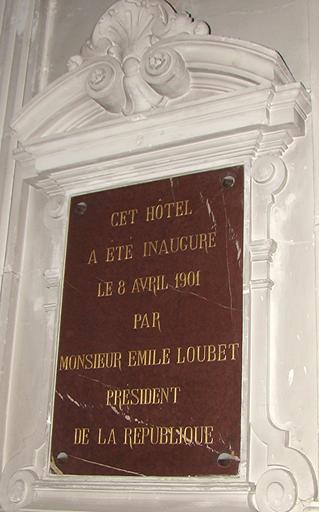 CET HÔTEL
A ÉTÉ INAUGURÉ
LE 8 AVRIL 1901
PAR
MONSIEUR EMILE LOUBET
PRÉSIDENT
DE LA RÉPUBLIQUE